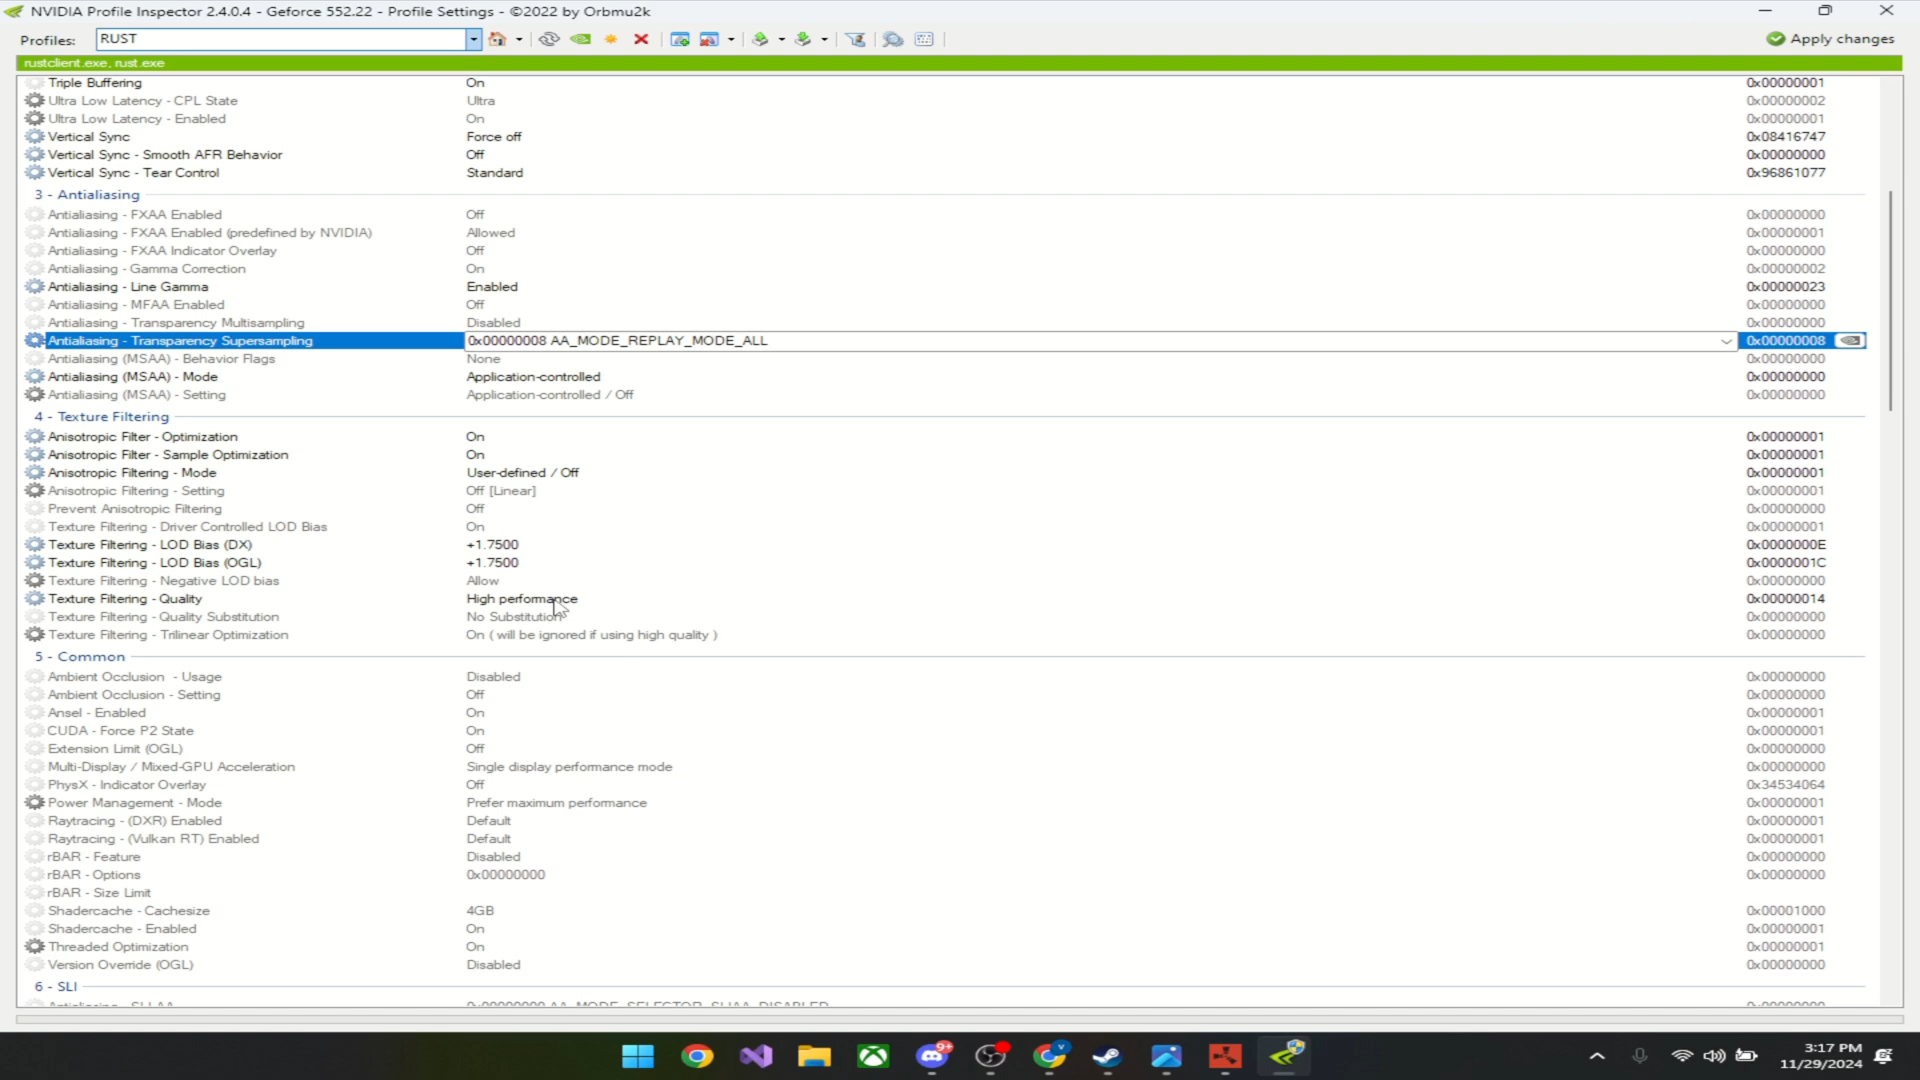 NVIDIA Profile Inspector 2.4.0.4 - Geforce 552.22 - Profile Settings - ©2022 by Orbmu2k
Profiles: RUST Apply changes
rustclient.exe, rust.exe
Triple Buffering On 0x00000001
Ultra Low Latency - CPL State Ultra 0x00000002
Ultra Low Latency - Enabled On 0x00000001
Vertical Sync Force off 0x08416747
Vertical Sync - Smooth AFR Behavior Off 0x00000000
Vertical Sync - Tear Control Standard 0x96861077
3 - Antialiasing
Antialiasing - FXAA Enabled Off 0x00000000
Antialiasing - FXAA Enabled (predefined by NVIDIA) Allowed 0x00000001
Antialiasing - FXAA Indicator Overlay Off 0x00000000
Antialiasing - Gamma Correction On 0x00000002
Antialiasing - Line Gamma Enabled 0x00000023
Antialiasing - MFAA Enabled Off 0x00000000
Antialiasing - Transparency Multisampling Disabled 0x00000000
Antialiasing - Transparency Supersampling 0x00000008 AA_MODE_REPLAY_MODE_ALL 0x00000008
Antialiasing (MSAA) - Behavior Flags None 0x00000000
Antialiasing (MSAA) - Mode Application-controlled 0x00000000
Antialiasing (MSAA) - Setting Application-controlled / Off 0x00000000
4 - Texture Filtering
Anisotropic Filter - Optimization On 0x00000001
Anisotropic Filter - Sample Optimization On 0x00000001
Anisotropic Filtering - Mode User-defined / Off 0x00000001
Anisotropic Filtering - Setting Off [Linear] 0x00000001
Prevent Anisotropic Filtering Off 0x00000000
Texture Filtering - Driver Controlled LOD Bias On 0x00000001
Texture Filtering - LOD Bias (DX) +1.7500 0x0000000E
Texture Filtering - LOD Bias (OGL) +1.7500 0x0000001C
Texture Filtering - Negative LOD bias Allow 0x00000000
Texture Filtering - Quality High performance 0x00000014
Texture Filtering - Quality Substitution No Substitution 0x00000000
Texture Filtering - Trilinear Optimization On ( will be ignored if using high quality ) 0x00000000
5 - Common
Ambient Occlusion - Usage Disabled 0x00000000
Ambient Occlusion - Setting Off 0x00000000
Ansel - Enabled On 0x00000001
CUDA - Force P2 State On 0x00000001
Extension Limit (OGL) Off 0x00000000
Multi-Display / Mixed-GPU Acceleration Single display performance mode 0x00000000
PhysX - Indicator Overlay Off 0x34534064
Power Management - Mode Prefer maximum performance 0x00000001
Raytracing - (DXR) Enabled Default 0x00000001
Raytracing - (Vulkan RT) Enabled Default 0x00000001
rBAR - Feature Disabled 0x00000000
rBAR - Options 0x00000000 0x00000000
rBAR - Size Limit
Shadercache - Cachesize 4GB 0x00001000
Shadercache - Enabled On 0x00000001
Threaded Optimization On 0x00000001
Version Override (OGL) Disabled 0x00000000
6 - SLI
Antialiasing - SLI AA 0x00000000 AA_MODE_SELECTOR_SLIAA_DISABLED 0x00000000
9+
3:17 PM
11/29/2024